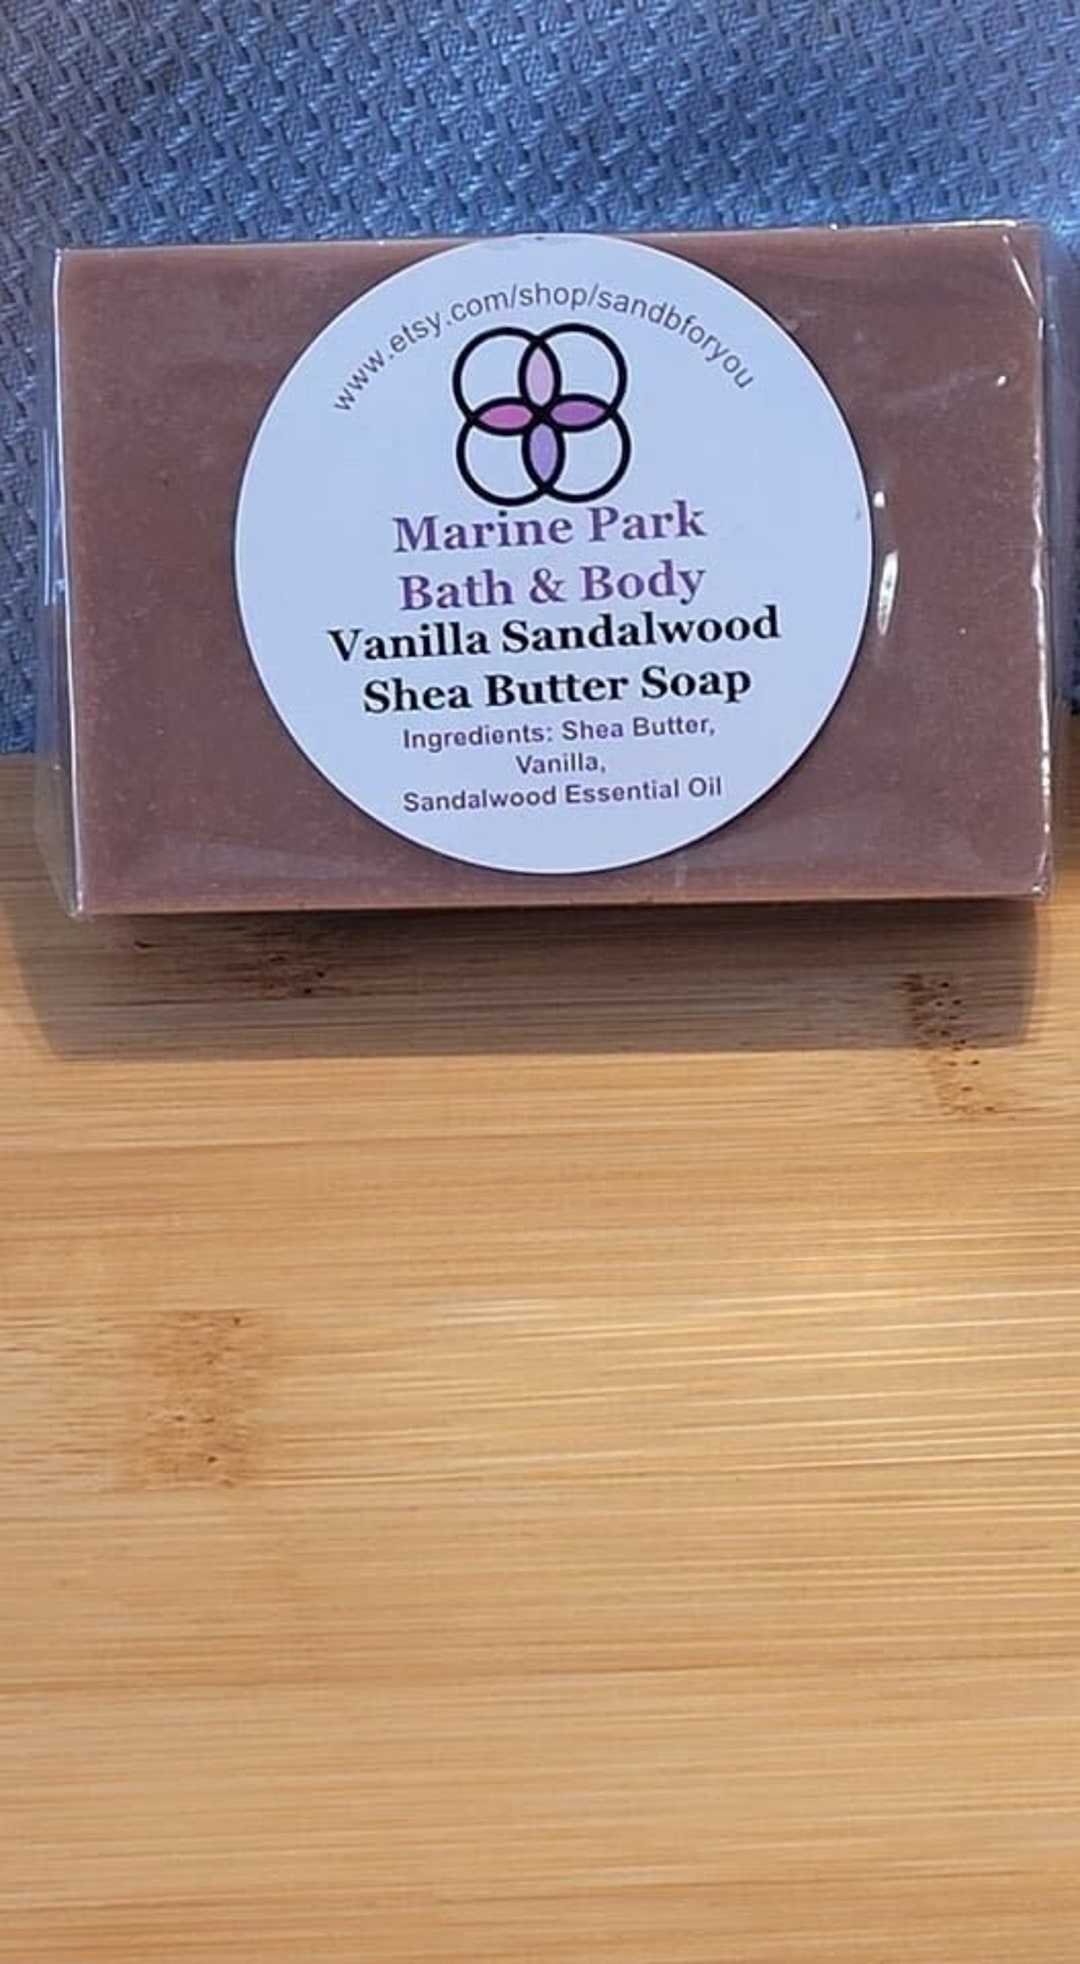 www.etsy.com/shop/sandbforyou
Marine Park
Bath & Body
Vanilla Sandalwood
Shea Butter Soap
Ingredients: Shea Butter,
Vanilla,
Sandalwood Essential Oil